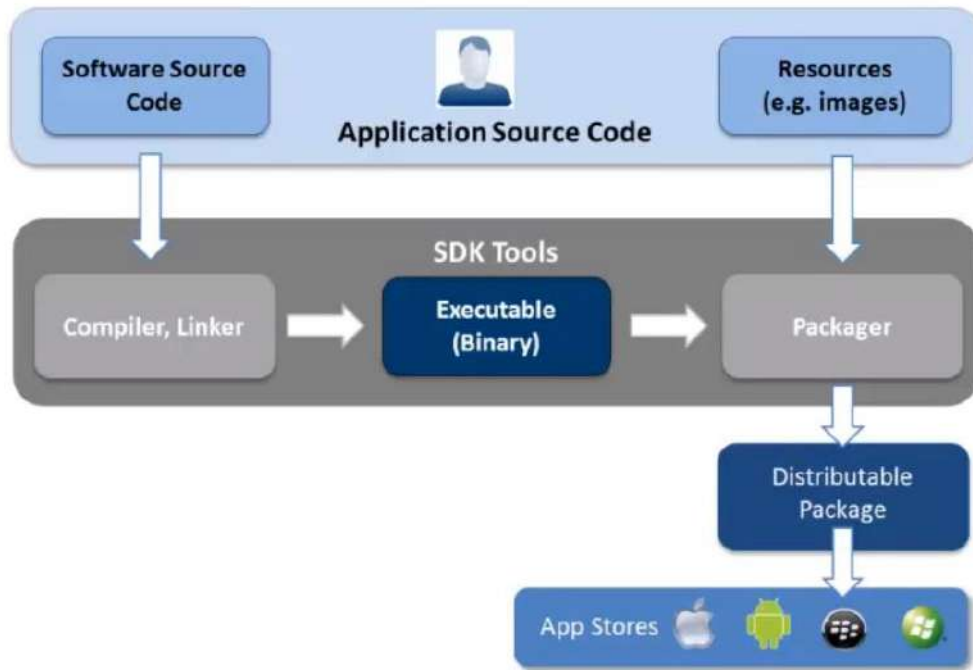 Software Source
Code
Application Source Code
Resources
(e.g. images)
SDK Tools
Compiler, Linker
Executable
(Binary)
Packager
Distributable
Package
App Stores